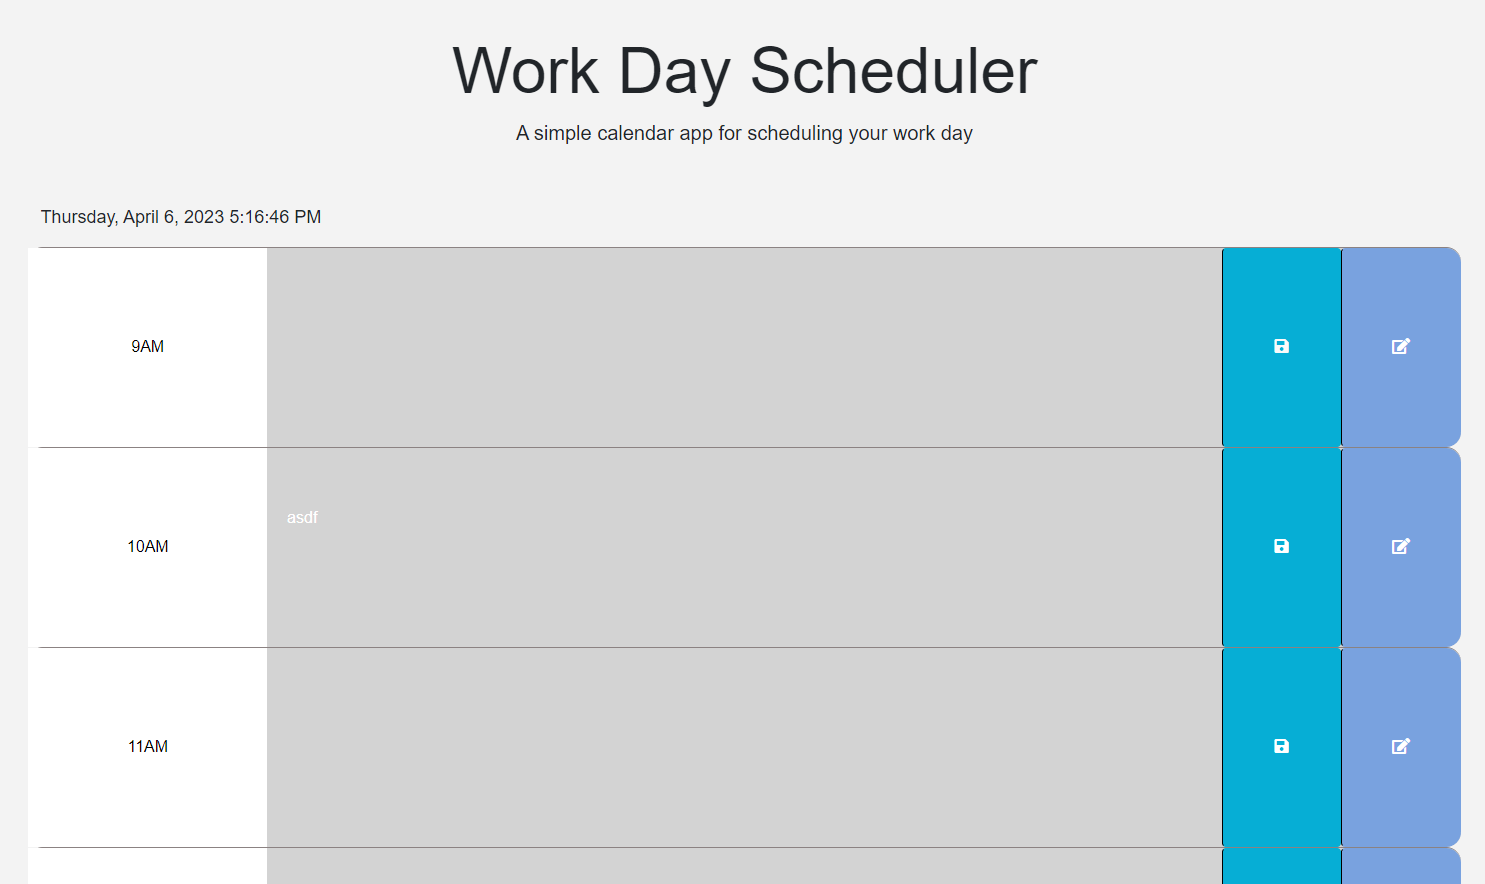 Work Day Scheduler
A simple calendar app for scheduling your work day
Thursday, April 6, 2023 5:16:46 PM
9AM
10AM
asdf
11AM